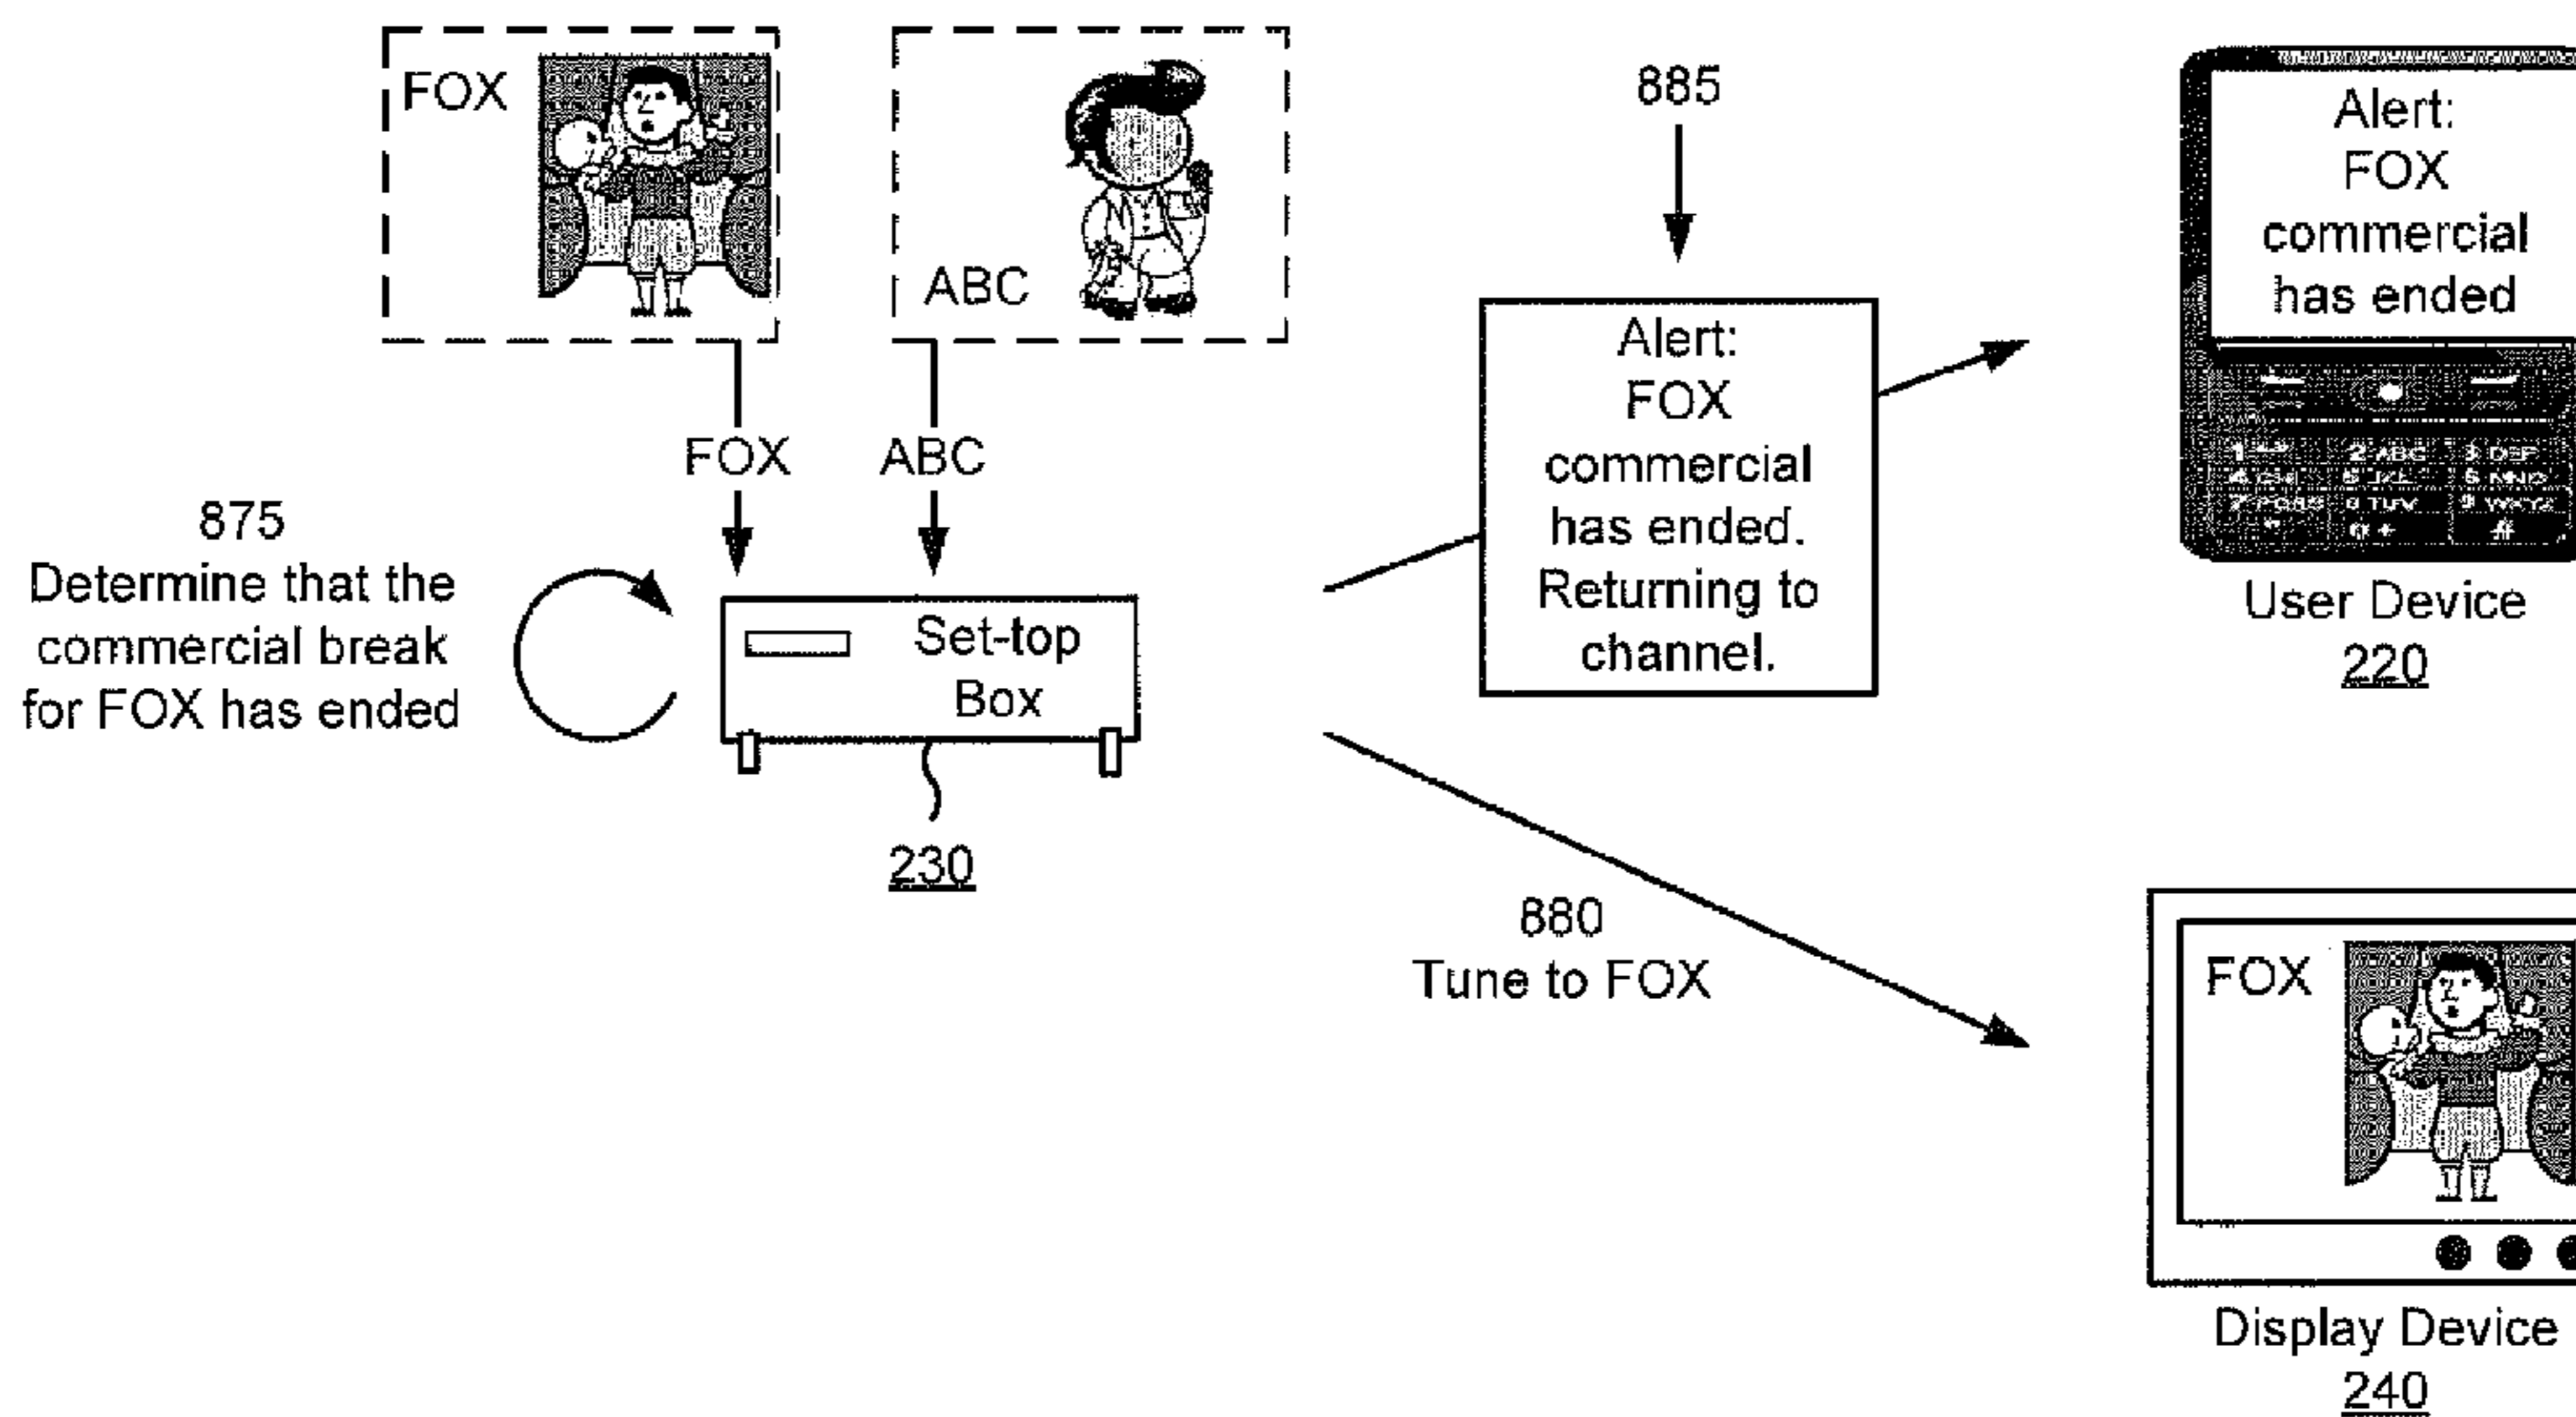 FOX
ABC
FOX
ABC
875
Determine that the
commercial break
for FOX has ended
Set-top
Box
230
885
Alert:
FOX
commercial
has ended.
Returning to
channel.
880
Tune to FOX
Alert:
FOX
commercial
has ended
User Device
220
FOX
Display Device
240